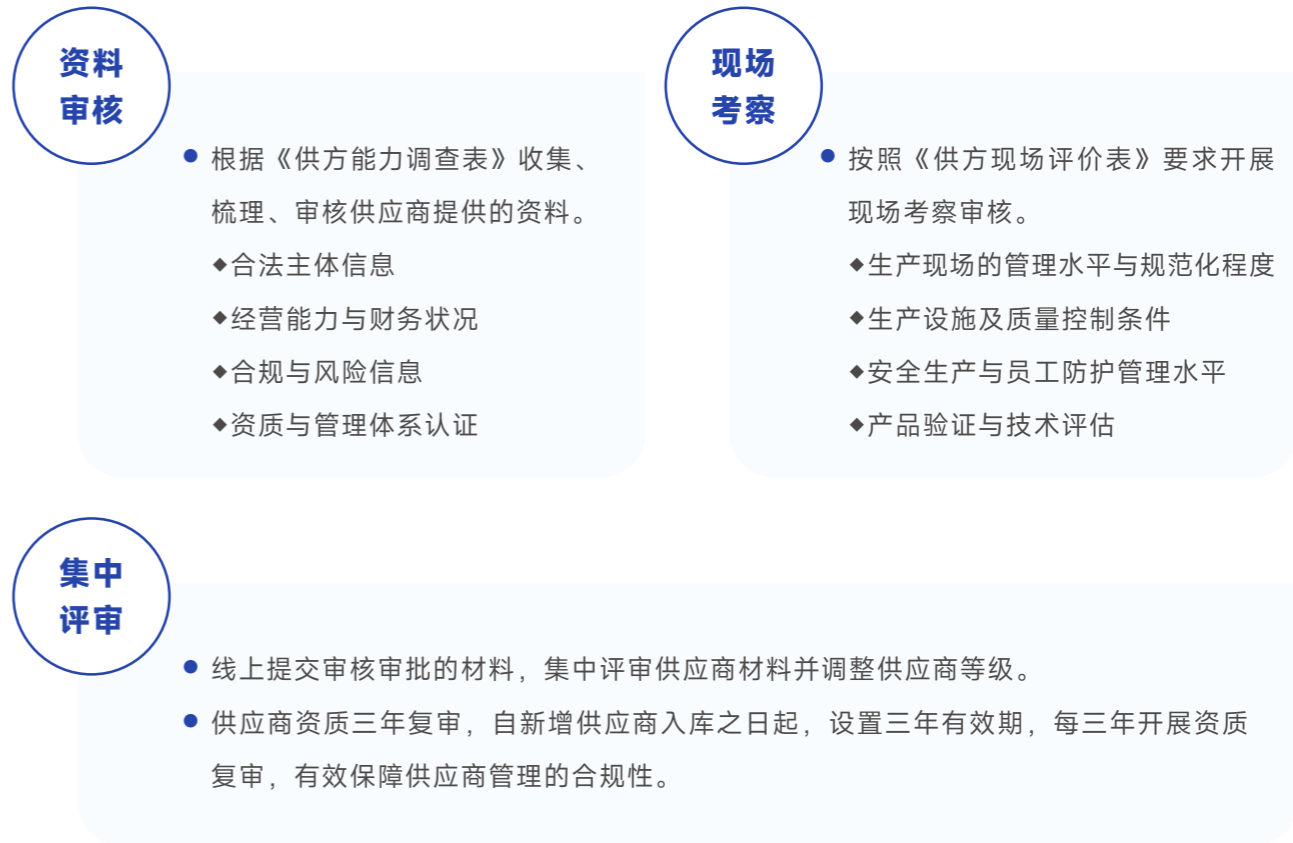 资料
审核
● 根据《供方能力调查表》收集、
梳理、审核供应商提供的资料。
◆合法主体信息
◆经营能力与财务状况
◆合规与风险信息
◆资质与管理体系认证
现场
考察
● 按照《供方现场评价表》要求开展
现场考察审核。
◆生产现场的管理水平与规范化程度
◆生产设施及质量控制条件
◆安全生产与员工防护管理水平
◆产品验证与技术评估
集中
评审
● 线上提交审核审批的材料，集中评审供应商材料并调整供应商等级。
● 供应商资质三年复审，自新增供应商入库之日起，设置三年有效期，每三年开展资质
复审，有效保障供应商管理的合规性。